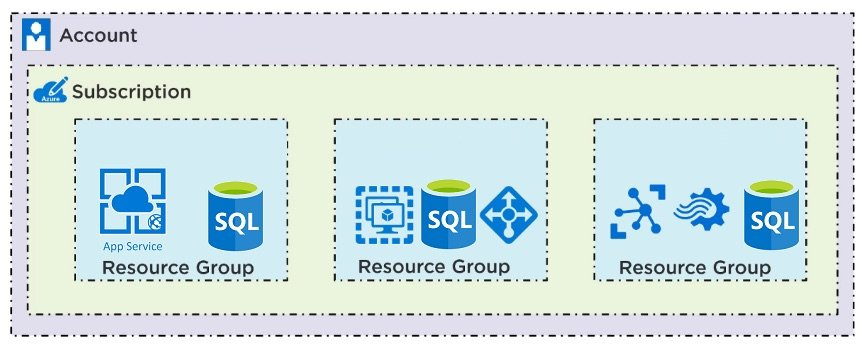 Account
Azure
Subscription
SQL
App Service
Resource Group
SQL
Resource Group
SQL
Resource Group